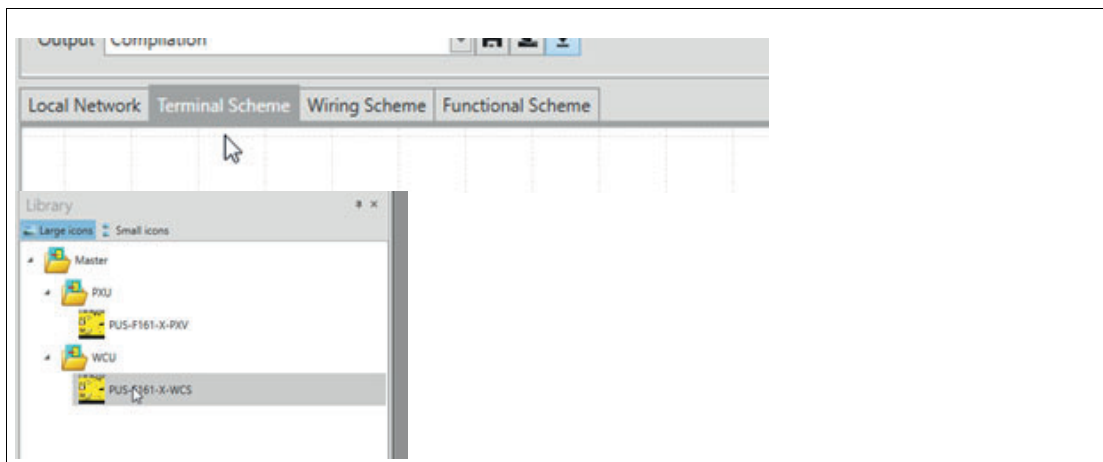 Output Compilation
Local Network Terminal Scheme Wiring Scheme Functional Scheme
Library
Large icons Small icons
Master
PXU
PUS-F161-X-PXV
WCU
PUS-F161-X-WCS